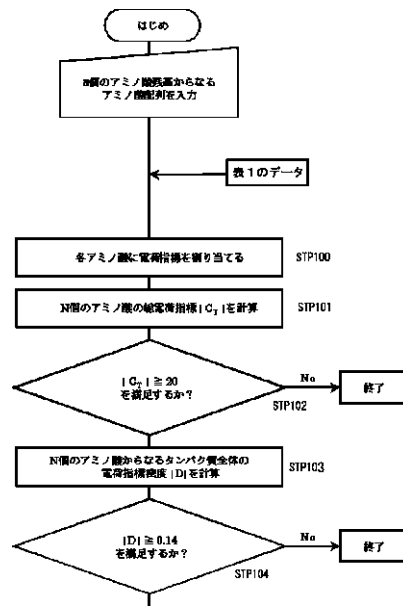 はじめ
n個のアミノ酸残基からなる
アミノ酸配列を入力
表1のデータ
各アミノ酸に電荷指標を割り当てる
STP100
N個のアミノ酸の総電荷指標|C_T|を計算
STP101
|C_T|≧20
を満足するか?
No
終了
STP102
N個のアミノ酸からなるタンパク質全体の
電荷指標密度|D|を計算
STP103
|D|≧0.14
を満足するか?
No
終了
STP104